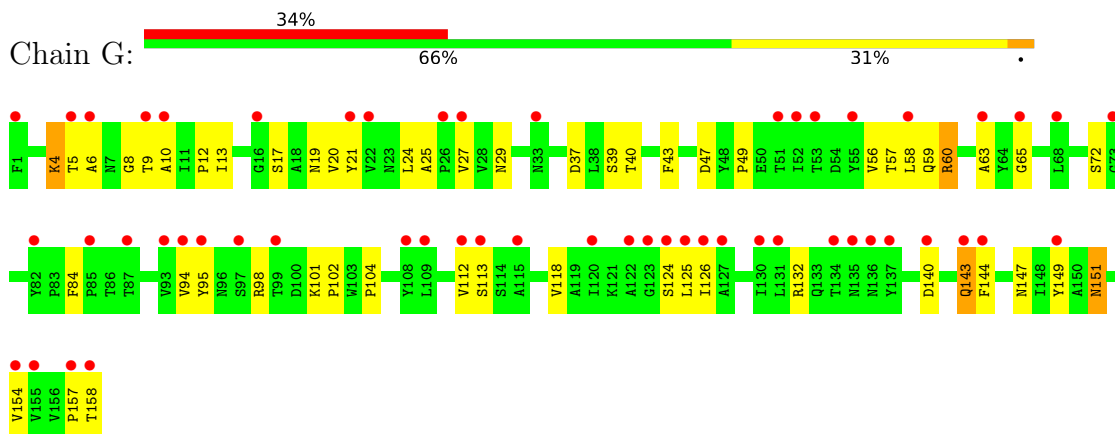 34%
Chain G:
66% 31% •
F1 K4 T5 A6 N7 G8 T9 A10 I11 P12 I13 G16 S17 A18 N19 V20 Y21 V22 N23 L24 A25 P26 V27 V28 N29 N33 D37 L38 S39 T40 F43 D47 Y48 P49 E50 T51 I52 T53 D54 Y55 V56 T57 L58 Q59 R60 A63 Y64 G65 L68 S72 G73
Y82 P83 F84 P85 T86 T87 V93 V94 Y95 N96 S97 R98 T99 D100 K101 P102 W103 P104 Y108 L109 V112 S113 S114 A115 V118 A119 I120 K121 A122 G123 S124 L125 I126 A127 I130 L131 R132 Q133 T134 N135 N136 Y137 D140 Q143 F144 N147 I148 Y149 A150 N151
V154 V155 V156 P157 T158